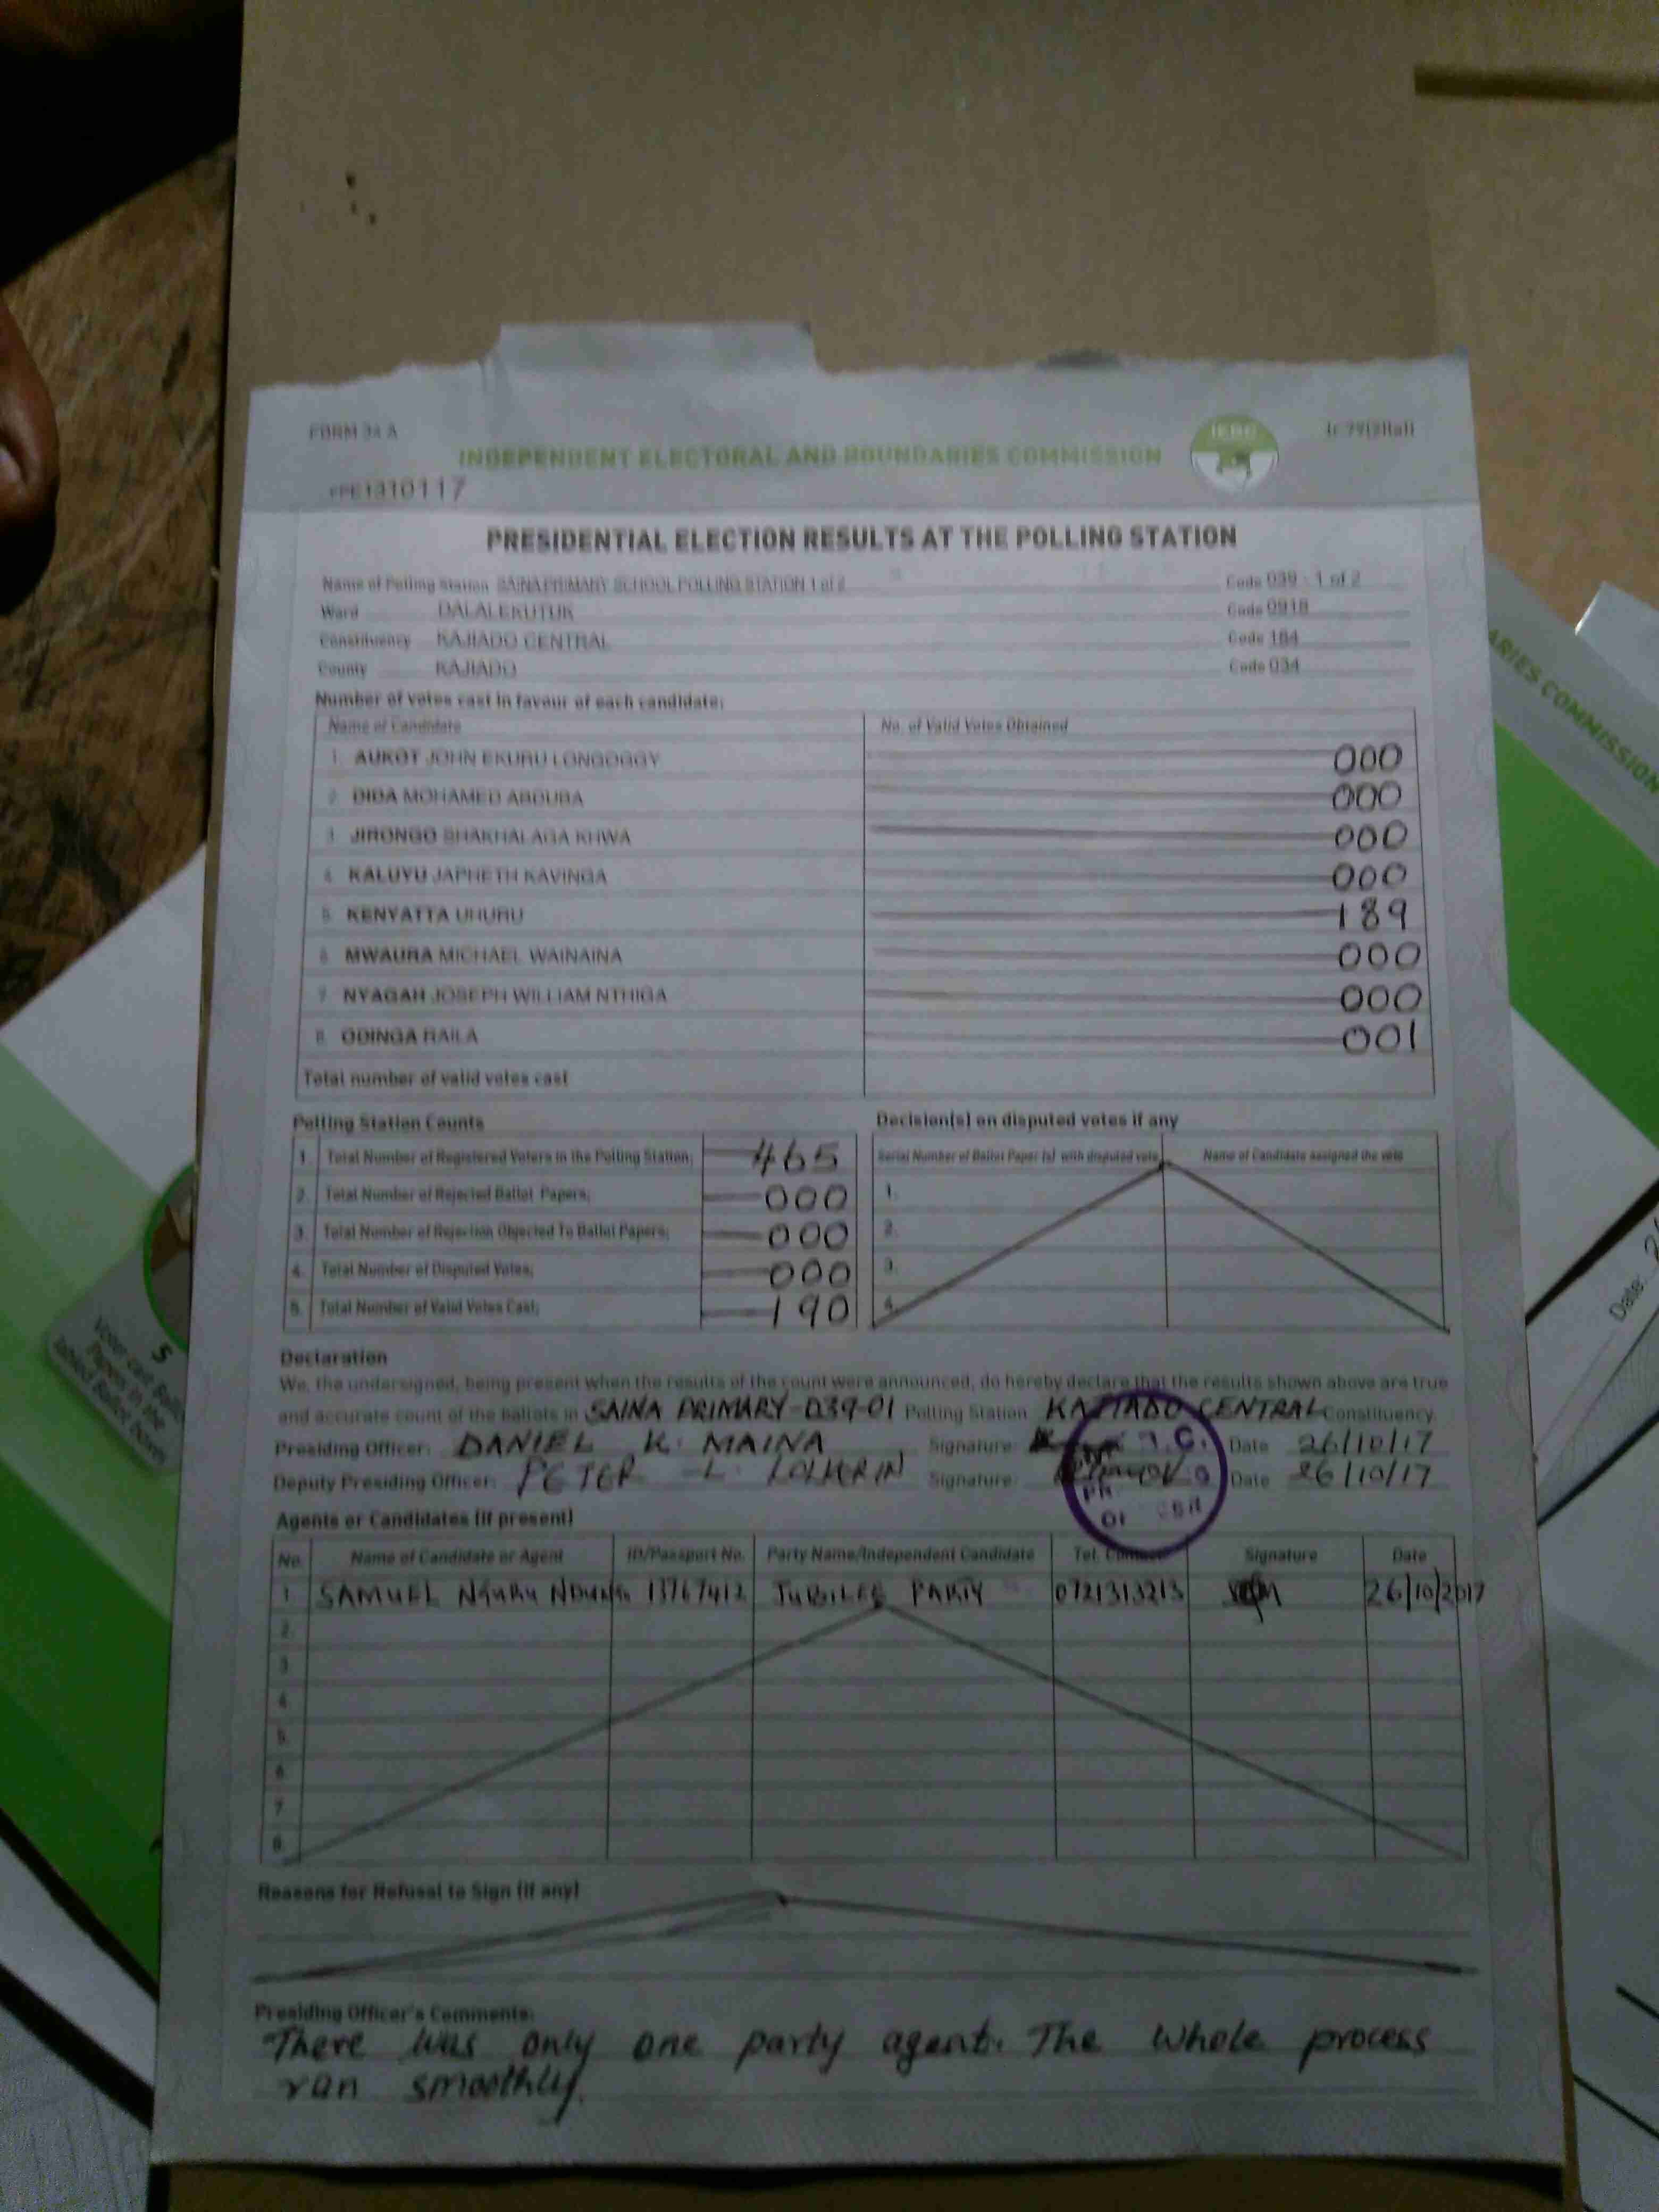 FORM 34 A
INDEPENDENT ELECTORAL AND BOUNDARIES COMMISSION
IEBC
1310117
PRESIDENTIAL ELECTION RESULTS AT THE POLLING STATION
Name of Polling Station SAINA PRIMARY SCHOOL POLLING STATION 1 of 2 Code 039 - 1 of 2
Ward DALALEKUTUK Code 0918
Constituency KAJIADO CENTRAL Code 184
County KAJIADO Code 034
Number of votes cast in favour of each candidate:
Name of Candidate No. of Valid Votes Obtained
1. AUKOT JOHN EKURU LONGOGGY 000
2. DIDA MOHAMED ABDUBA 000
3. JIRONGO SHAKHALAGA KHWA 000
4. KALUYU JAPHETH KAVINGA 000
5. KENYATTA UHURU 189
6. MWAURA MICHAEL WAINAINA 000
7. NYAGAH JOSEPH WILLIAM NTHIGA 000
8. ODINGA RAILA 001
Total number of valid votes cast
Polling Station Counts Decision(s) on disputed votes if any
Serial Number of Ballot Paper (s) with disputed vote Name of Candidate assigned the vote
1. Total Number of Registered Voters in the Polling Station; 465
2. Total Number of Rejected Ballot Papers; 000 1.
3. Total Number of Rejection Objected To Ballot Papers; 000 2.
4. Total Number of Disputed Votes; 000 3.
5. Total Number of Valid Votes Cast; 190 4.
Declaration
We, the undersigned, being present when the results of the count were announced, do hereby declare that the results shown above are true
and accurate count of the ballots in SAINA PRIMARY-039-01 Polling Station KAJIADO CENTRAL Constituency
Presiding Officer: DANIEL K. MAINA Signature Date 26/10/17
Deputy Presiding Officer: PETER L. Signature: Date 26/10/17
Agents or Candidates (if present)
No. Name of Candidate or Agent ID/Passport No. Party Name/Independent Candidate Tel. Contact Signature Date
1 SAMUEL 13767412 JUBILEE PARTY 0721313213 26/10/2017
2.
3
4
5
6
7
8
Reasons for Refusal to Sign (if any)
Presiding Officer's Comments:
There was only one party agent. The whole process
ran smoothly.
ARIES COMMISSION
Date:
5
Voter cast Ballot
Papers in the
labled Ballot boxes